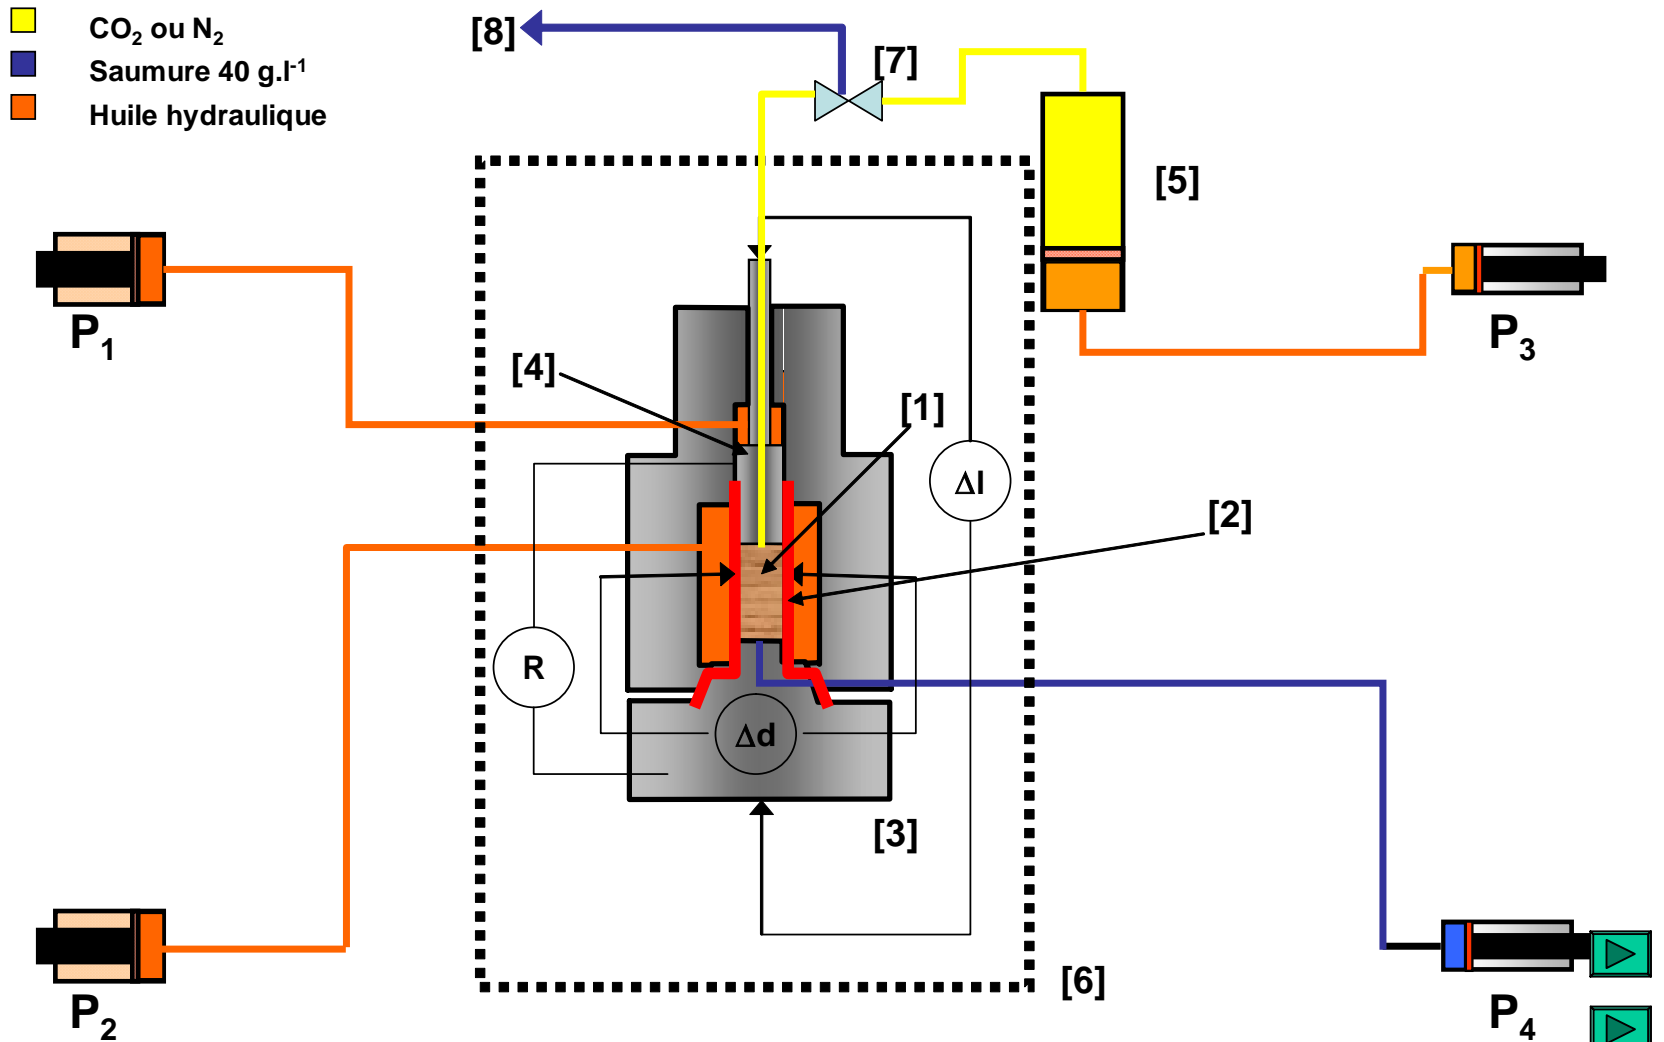 CO₂ ou N₂
Saumure 40 g.l⁻¹
Huile hydraulique
[8]
[7]
[5]
P₁
P₃
[4]
[1]
Δl
[2]
R
Δd
[3]
[6]
P₂
P₄